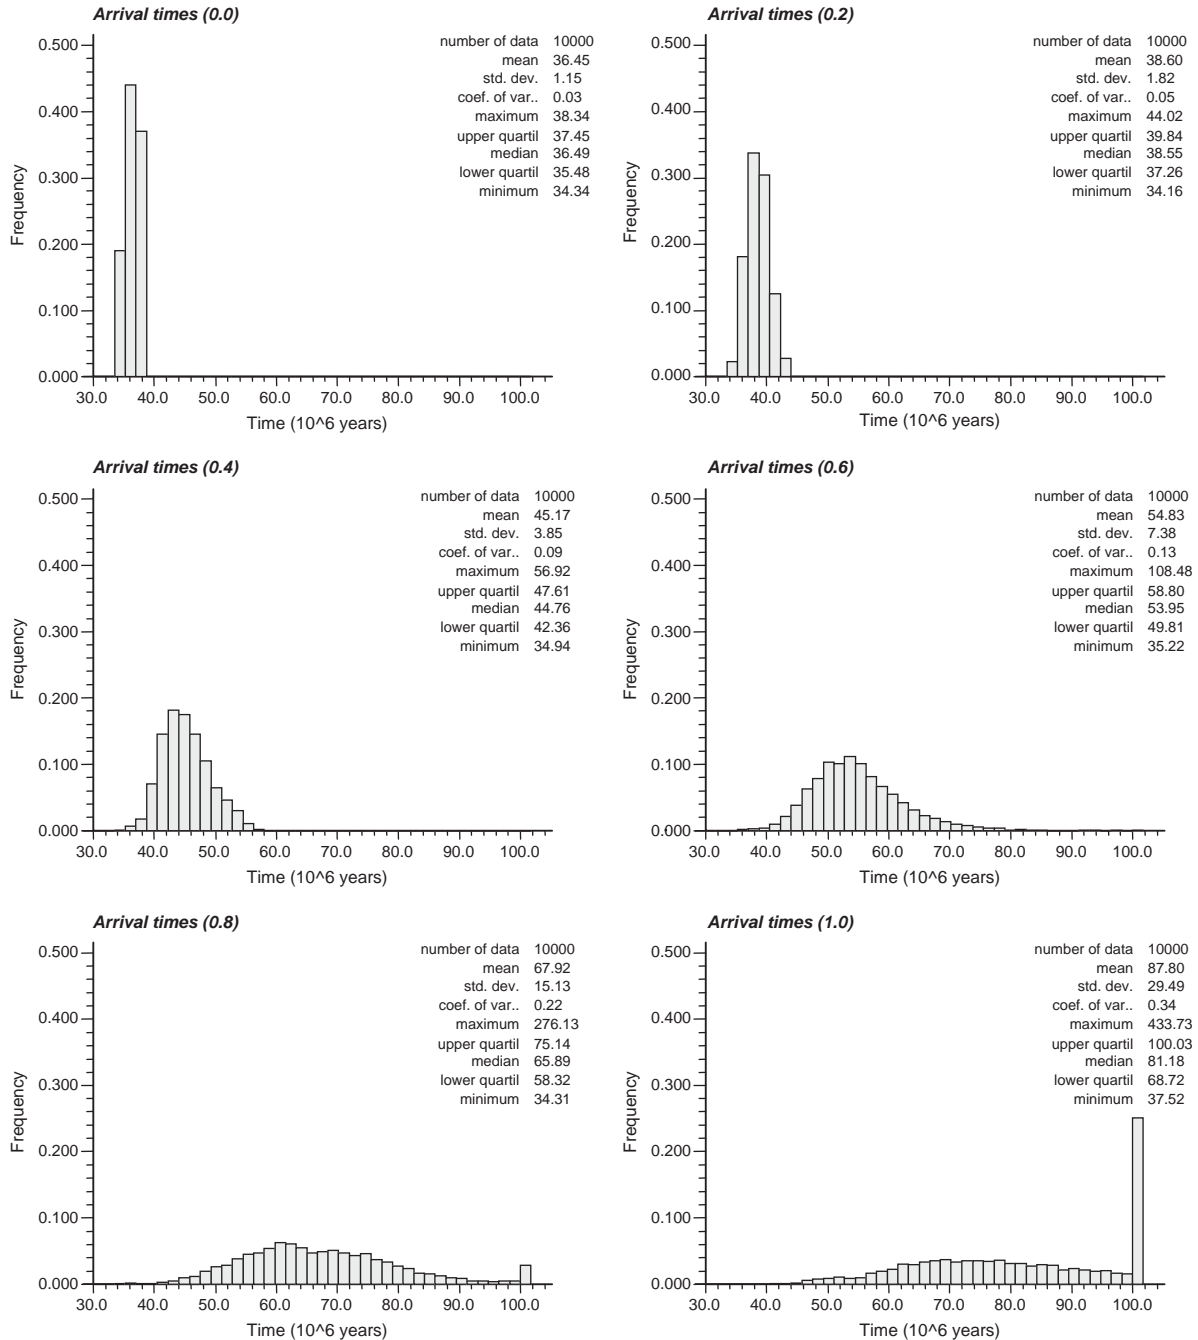 Arrival times (0.0)
number of data 10000
mean 36.45
std. dev. 1.15
coef. of var.. 0.03
maximum 38.34
upper quartil 37.45
median 36.49
lower quartil 35.48
minimum 34.34
Frequency
0.500
0.400
0.300
0.200
0.100
0.000
30.0 40.0 50.0 60.0 70.0 80.0 90.0 100.0
Time (10^6 years)
Arrival times (0.2)
number of data 10000
mean 38.60
std. dev. 1.82
coef. of var.. 0.05
maximum 44.02
upper quartil 39.84
median 38.55
lower quartil 37.26
minimum 34.16
Frequency
0.500
0.400
0.300
0.200
0.100
0.000
30.0 40.0 50.0 60.0 70.0 80.0 90.0 100.0
Time (10^6 years)
Arrival times (0.4)
number of data 10000
mean 45.17
std. dev. 3.85
coef. of var.. 0.09
maximum 56.92
upper quartil 47.61
median 44.76
lower quartil 42.36
minimum 34.94
Frequency
0.500
0.400
0.300
0.200
0.100
0.000
30.0 40.0 50.0 60.0 70.0 80.0 90.0 100.0
Time (10^6 years)
Arrival times (0.6)
number of data 10000
mean 54.83
std. dev. 7.38
coef. of var.. 0.13
maximum 108.48
upper quartil 58.80
median 53.95
lower quartil 49.81
minimum 35.22
Frequency
0.500
0.400
0.300
0.200
0.100
0.000
30.0 40.0 50.0 60.0 70.0 80.0 90.0 100.0
Time (10^6 years)
Arrival times (0.8)
number of data 10000
mean 67.92
std. dev. 15.13
coef. of var.. 0.22
maximum 276.13
upper quartil 75.14
median 65.89
lower quartil 58.32
minimum 34.31
Frequency
0.500
0.400
0.300
0.200
0.100
0.000
30.0 40.0 50.0 60.0 70.0 80.0 90.0 100.0
Time (10^6 years)
Arrival times (1.0)
number of data 10000
mean 87.80
std. dev. 29.49
coef. of var.. 0.34
maximum 433.73
upper quartil 100.03
median 81.18
lower quartil 68.72
minimum 37.52
Frequency
0.500
0.400
0.300
0.200
0.100
0.000
30.0 40.0 50.0 60.0 70.0 80.0 90.0 100.0
Time (10^6 years)